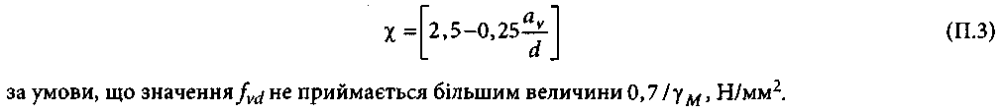 χ = [2,5−0,25 a_v/d] (П.3)
за умови, що значення f_vd не приймається більшим величини 0,7 / γ_M, Н/мм².